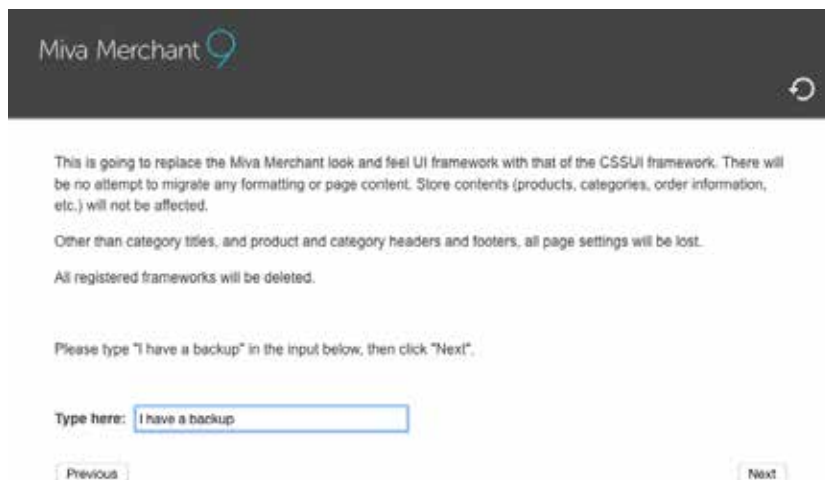 Miva Merchant 9
This is going to replace the Miva Merchant look and feel UI framework with that of the CSSUI framework. There will
be no attempt to migrate any formatting or page content. Store contents (products, categories, order information,
etc.) will not be affected.
Other than category titles, and product and category headers and footers, all page settings will be lost.
All registered frameworks will be deleted.
Please type "I have a backup" in the input below, then click "Next".
Type here: I have a backup
Previous Next